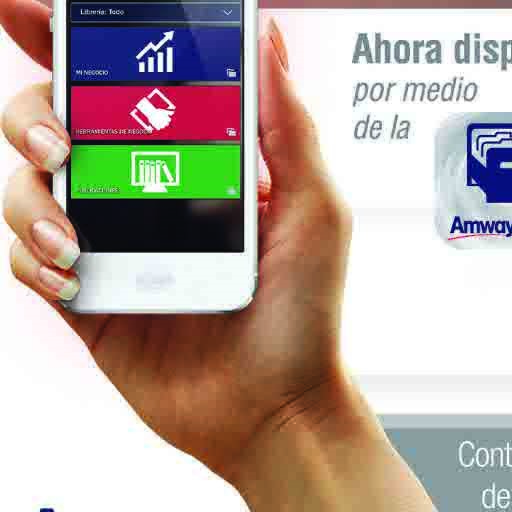 Librería: Todo
MI NEGOCIO
HERRAMIENTAS DE NEGOCIO
Ahora disp
por medio
de la
Amway
Cont
de